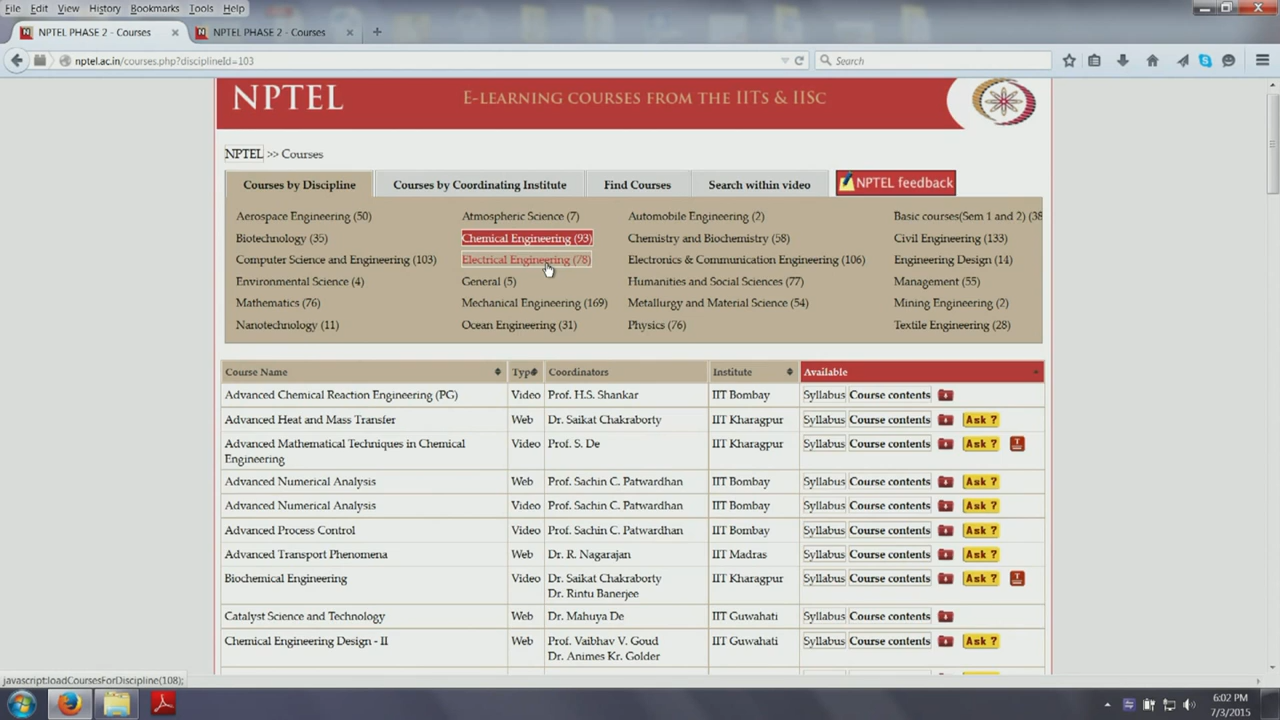 File Edit View History Bookmarks Tools Help
NPTEL PHASE 2 - Courses × NPTEL PHASE 2 - Courses × +
nptel.ac.in/courses.php?disciplineId=103 Search
NPTEL E-LEARNING COURSES FROM THE IITS & IISC
NPTEL >> Courses
Courses by Discipline Courses by Coordinating Institute Find Courses Search within video NPTEL feedback
Aerospace Engineering (50) Atmospheric Science (7) Automobile Engineering (2) Basic courses(Sem 1 and 2) (38
Biotechnology (35) Chemical Engineering (93) Chemistry and Biochemistry (58) Civil Engineering (133)
Computer Science and Engineering (103) Electrical Engineering (78) Electronics & Communication Engineering (106) Engineering Design (14)
Environmental Science (4) General (5) Humanities and Social Sciences (77) Management (55)
Mathematics (76) Mechanical Engineering (169) Metallurgy and Material Science (54) Mining Engineering (2)
Nanotechnology (11) Ocean Engineering (31) Physics (76) Textile Engineering (28)
Course Name Type Coordinators Institute Available
Advanced Chemical Reaction Engineering (PG) Video Prof. H.S. Shankar IIT Bombay Syllabus Course contents
Advanced Heat and Mass Transfer Web Dr. Saikat Chakraborty IIT Kharagpur Syllabus Course contents Ask ?
Advanced Mathematical Techniques in Chemical Engineering Video Prof. S. De IIT Kharagpur Syllabus Course contents Ask ? T
Advanced Numerical Analysis Web Prof. Sachin C. Patwardhan IIT Bombay Syllabus Course contents Ask ?
Advanced Numerical Analysis Video Prof. Sachin C. Patwardhan IIT Bombay Syllabus Course contents Ask ?
Advanced Process Control Video Prof. Sachin C. Patwardhan IIT Bombay Syllabus Course contents Ask ?
Advanced Transport Phenomena Web Dr. R. Nagarajan IIT Madras Syllabus Course contents Ask ?
Biochemical Engineering Video Dr. Saikat Chakraborty IIT Kharagpur Syllabus Course contents Ask ? T
Dr. Rintu Banerjee
Catalyst Science and Technology Web Dr. Mahuya De IIT Guwahati Syllabus Course contents
Chemical Engineering Design - II Web Prof. Vaibhav V. Goud IIT Guwahati Syllabus Course contents Ask ?
Dr. Animes Kr. Golder
javascript:loadCoursesForDiscipline(108);
6:02 PM
7/3/2015